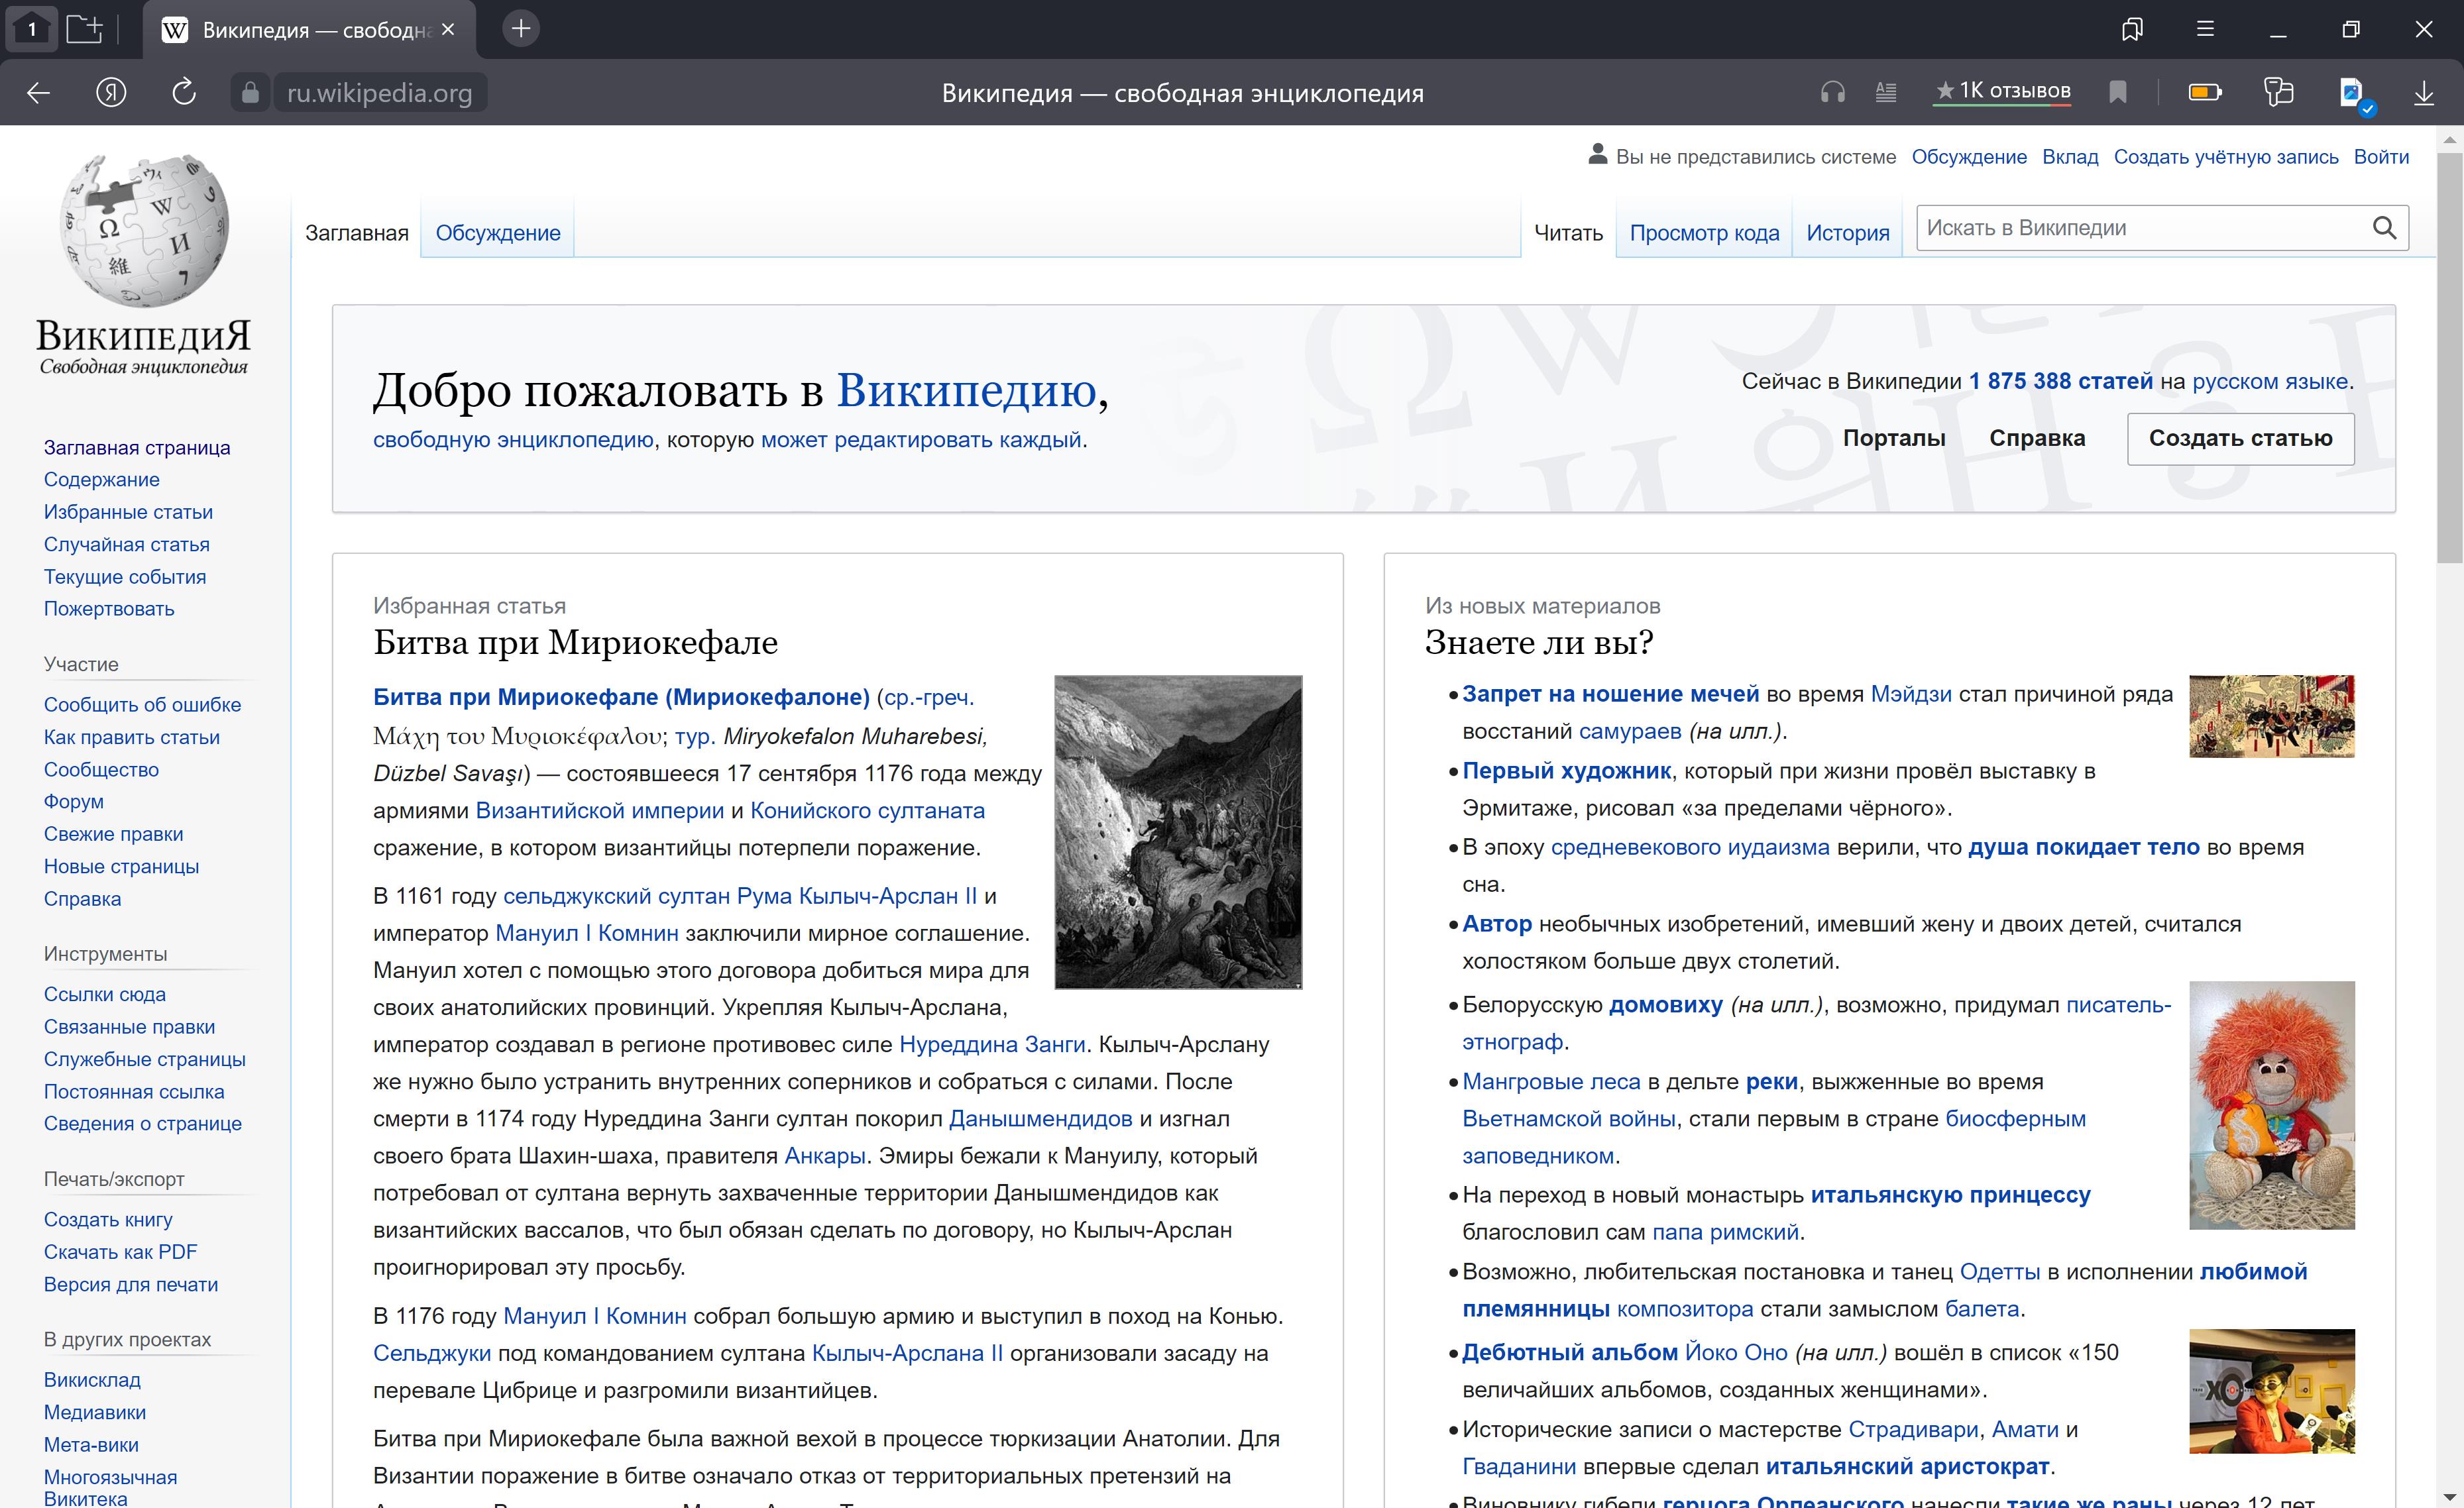 1
Википедия — свободна
ru.wikipedia.org
Википедия — свободная энциклопедия
1К отзывов
Вы не представились системе Обсуждение Вклад Создать учётную запись Войти
Заглавная Обсуждение
Читать Просмотр кода История
Искать в Википедии
ВикипедиЯ
Свободная энциклопедия
Заглавная страница
Содержание
Избранные статьи
Случайная статья
Текущие события
Пожертвовать
Участие
Сообщить об ошибке
Как править статьи
Сообщество
Форум
Свежие правки
Новые страницы
Справка
Инструменты
Ссылки сюда
Связанные правки
Служебные страницы
Постоянная ссылка
Сведения о странице
Печать/экспорт
Создать книгу
Скачать как PDF
Версия для печати
В других проектах
Викисклад
Медиавики
Мета-вики
Многоязычная
Викитека
Добро пожаловать в Википедию,
свободную энциклопедию, которую может редактировать каждый.
Сейчас в Википедии 1 875 388 статей на русском языке.
Порталы Справка Создать статью
Избранная статья
Битва при Мириокефале
Битва при Мириокефале (Мириокефалоне) (ср.-греч.
Μάχη του Μυριοκέφαλου; тур. Miryokefalon Muharebesi,
Düzbel Savaşı) — состоявшееся 17 сентября 1176 года между
армиями Византийской империи и Конийского султаната
сражение, в котором византийцы потерпели поражение.
В 1161 году сельджукский султан Рума Кылыч-Арслан II и
император Мануил I Комнин заключили мирное соглашение.
Мануил хотел с помощью этого договора добиться мира для
своих анатолийских провинций. Укрепляя Кылыч-Арслана,
император создавал в регионе противовес силе Нуреддина Занги. Кылыч-Арслану
же нужно было устранить внутренних соперников и собраться с силами. После
смерти в 1174 году Нуреддина Занги султан покорил Данышмендидов и изгнал
своего брата Шахин-шаха, правителя Анкары. Эмиры бежали к Мануилу, который
потребовал от султана вернуть захваченные территории Данышмендидов как
византийских вассалов, что был обязан сделать по договору, но Кылыч-Арслан
проигнорировал эту просьбу.
В 1176 году Мануил I Комнин собрал большую армию и выступил в поход на Конью.
Сельджуки под командованием султана Кылыч-Арслана II организовали засаду на
перевале Цибрице и разгромили византийцев.
Битва при Мириокефале была важной вехой в процессе тюркизации Анатолии. Для
Византии поражение в битве означало отказ от территориальных претензий на
Из новых материалов
Знаете ли вы?
Запрет на ношение мечей во время Мэйдзи стал причиной ряда
восстаний самураев (на илл.).
Первый художник, который при жизни провёл выставку в
Эрмитаже, рисовал «за пределами чёрного».
В эпоху средневекового иудаизма верили, что душа покидает тело во время
сна.
Автор необычных изобретений, имевший жену и двоих детей, считался
холостяком больше двух столетий.
Белорусскую домовиху (на илл.), возможно, придумал писатель-
этнограф.
Мангровые леса в дельте реки, выжженные во время
Вьетнамской войны, стали первым в стране биосферным
заповедником.
На переход в новый монастырь итальянскую принцессу
благословил сам папа римский.
Возможно, любительская постановка и танец Одетты в исполнении любимой
племянницы композитора стали замыслом балета.
Дебютный альбом Йоко Оно (на илл.) вошёл в список «150
величайших альбомов, созданных женщинами».
Исторические записи о мастерстве Страдивари, Амати и
Гваданини впервые сделал итальянский аристократ.
Виновнику гибели герцога Орлеанского нанесли такие же раны через 12 лет